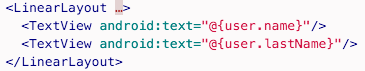 <LinearLayout …>
<TextView android:text="@{user.name}"/>
<TextView android:text="@{user.lastName}"/>
</LinearLayout>